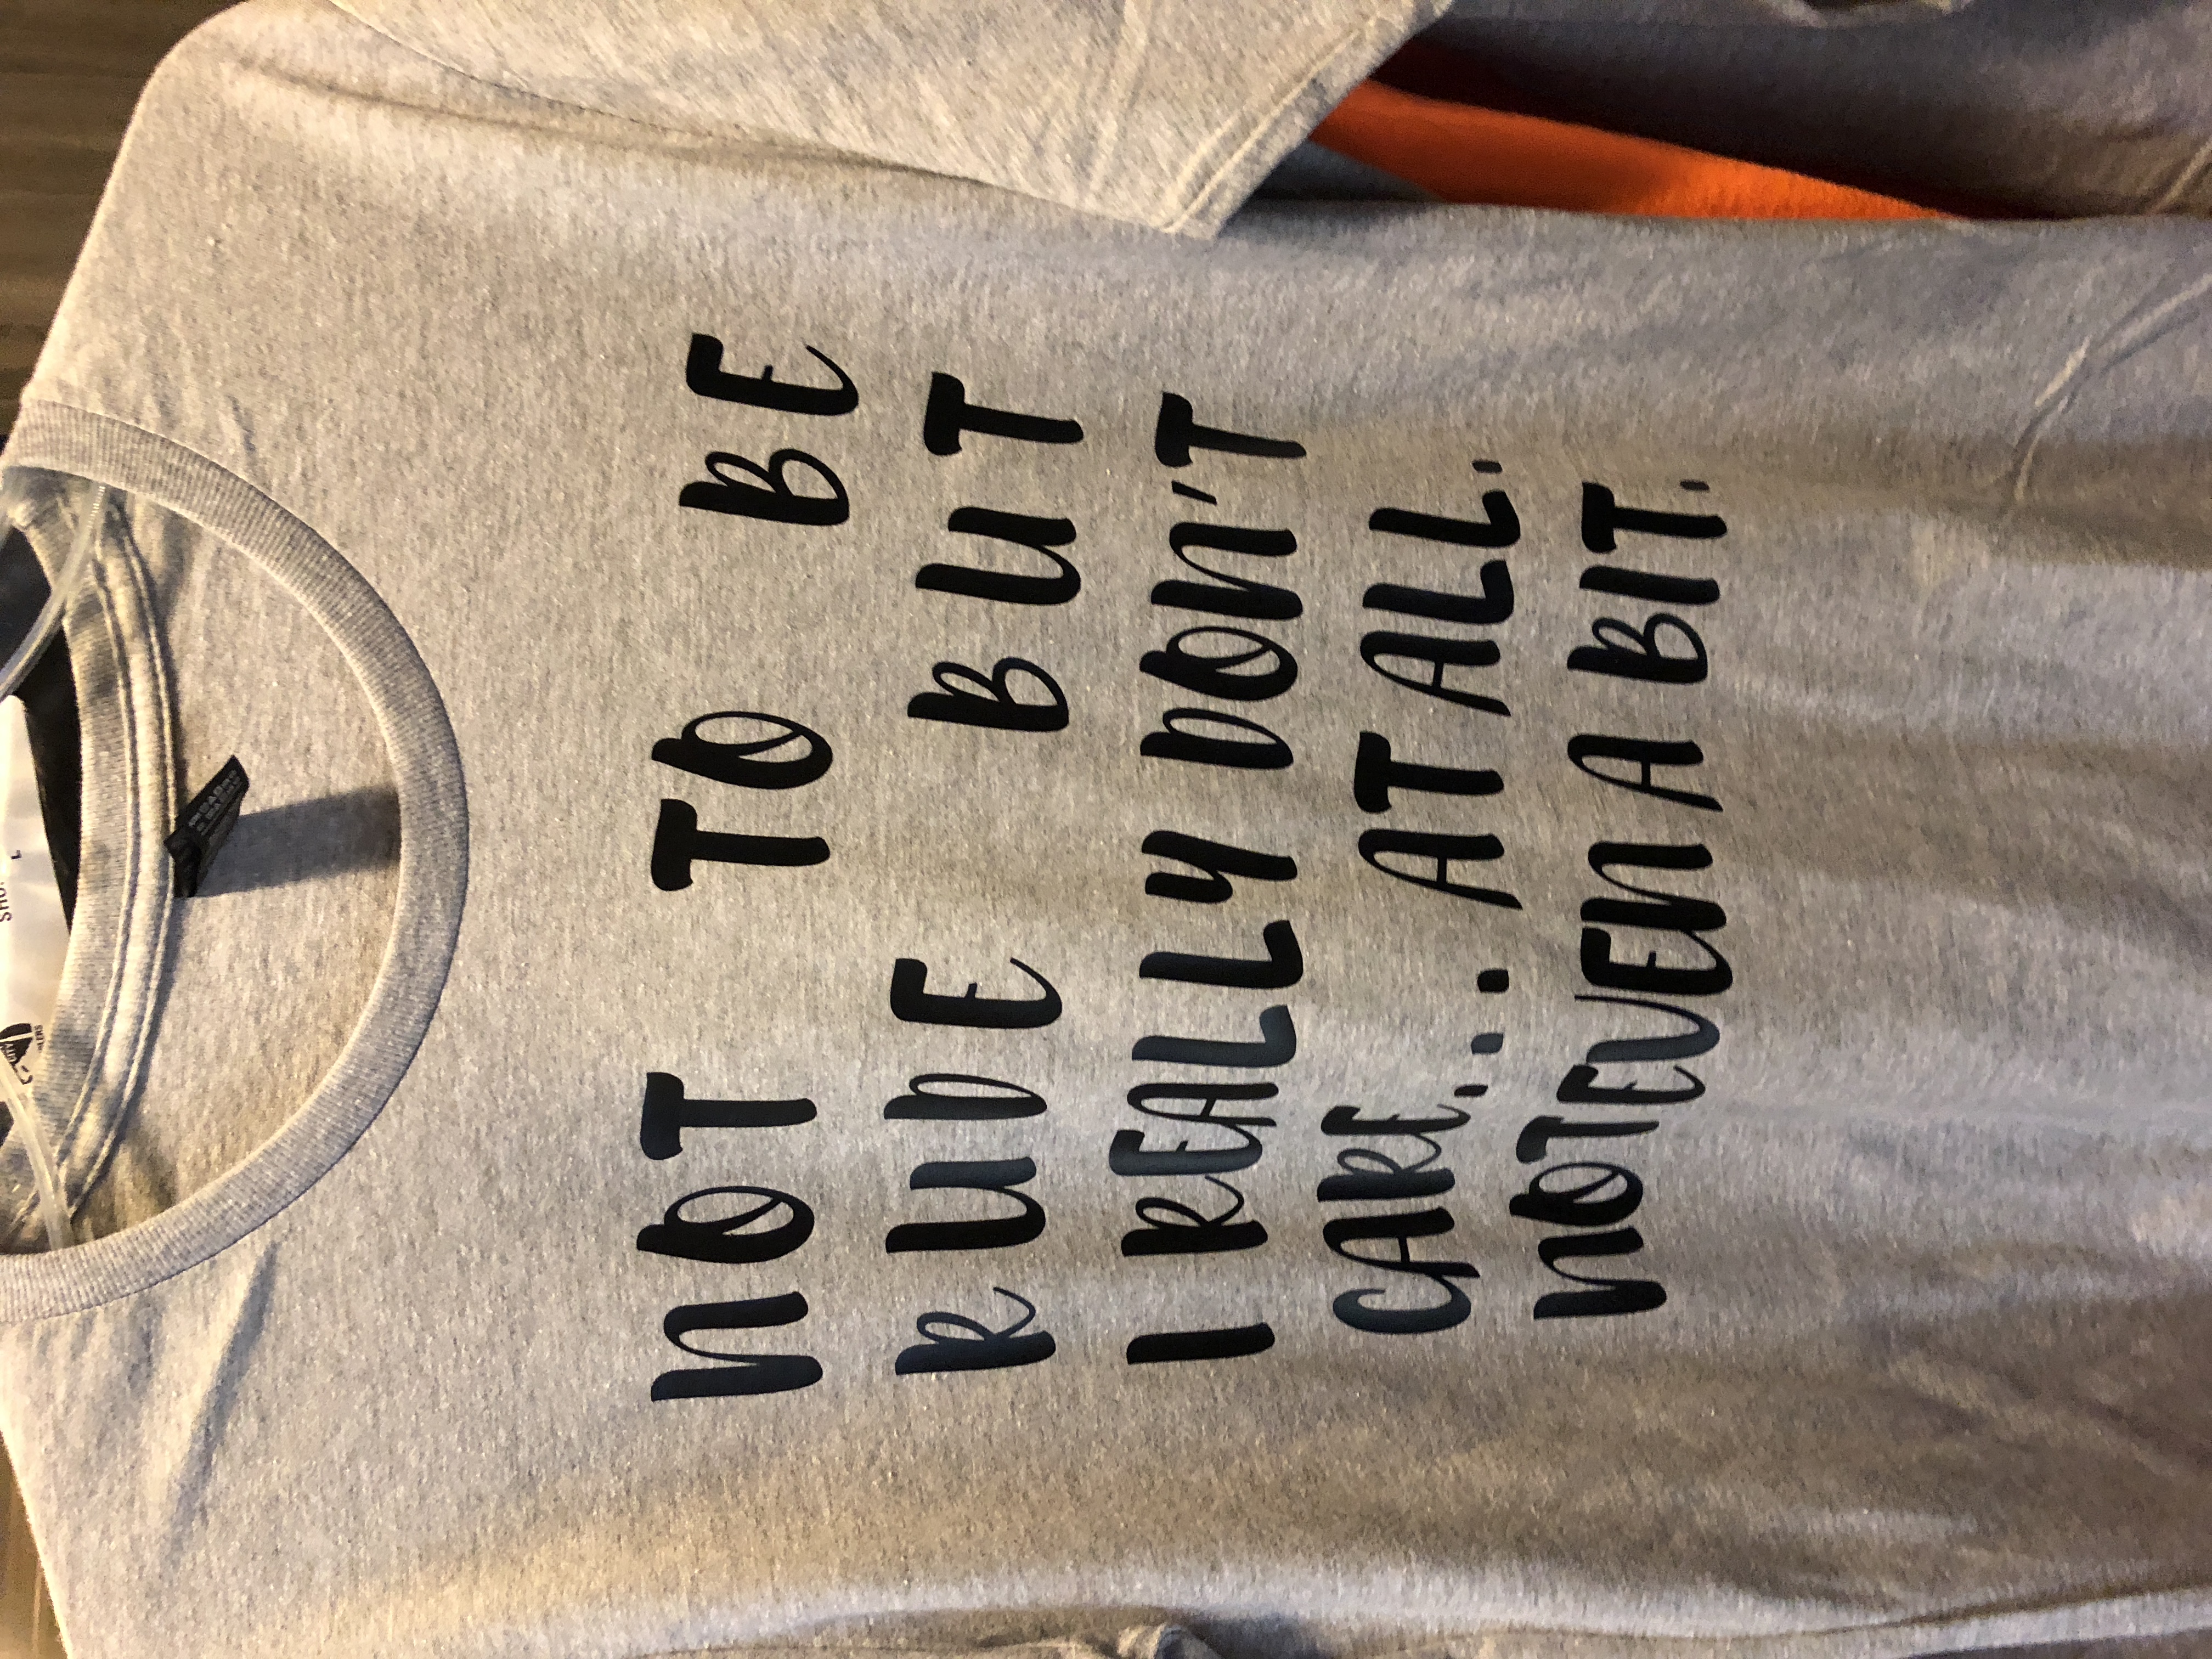 NOT TO BE
RUDE BUT
I REALLY DON'T
CARE... AT ALL.
NOT EVEN A BIT.